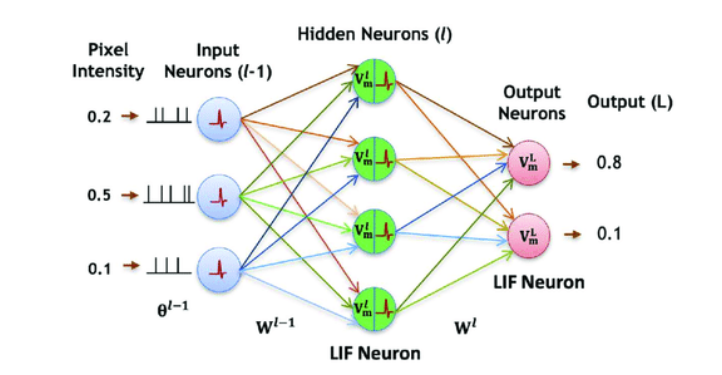 Hidden Neurons (l)
Pixel
Intensity
Input
Neurons (l-1)
Output
Neurons
Output (L)
0.2
0.5
0.1
V_m^l
V_m^l
V_m^l
V_m^l
V_m^L
V_m^L
0.8
0.1
LIF Neuron
θ^{l-1}
W^{l-1}
W^l
LIF Neuron